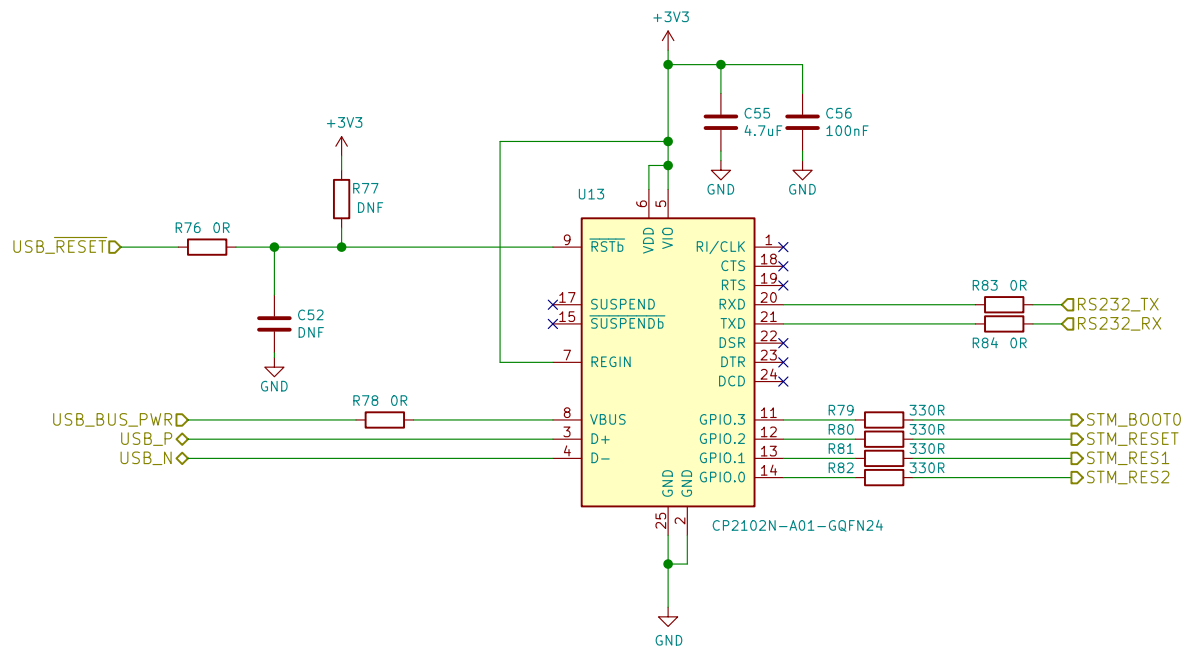 +3V3
C55
4.7uF
C56
100nF
GND
GND
+3V3
R77
DNF
U13
6
5
VDD
VIO
R76 0R
USB_RESET
9
RSTb
RI/CLK
1
CTS
18
RTS
19
R83 0R
17
SUSPEND
RXD
20
RS232_TX
C52
DNF
15
SUSPENDb
TXD
21
RS232_RX
DSR
22
R84 0R
7
REGIN
DTR
23
GND
DCD
24
R78 0R
USB_BUS_PWR
8
VBUS
GPIO.3
11
R79
330R
STM_BOOT0
USB_P
3
D+
GPIO.2
12
R80
330R
STM_RESET
USB_N
4
D-
GPIO.1
13
R81
330R
STM_RES1
GPIO.0
14
R82
330R
STM_RES2
GND
GND
25
2
CP2102N-A01-GQFN24
GND